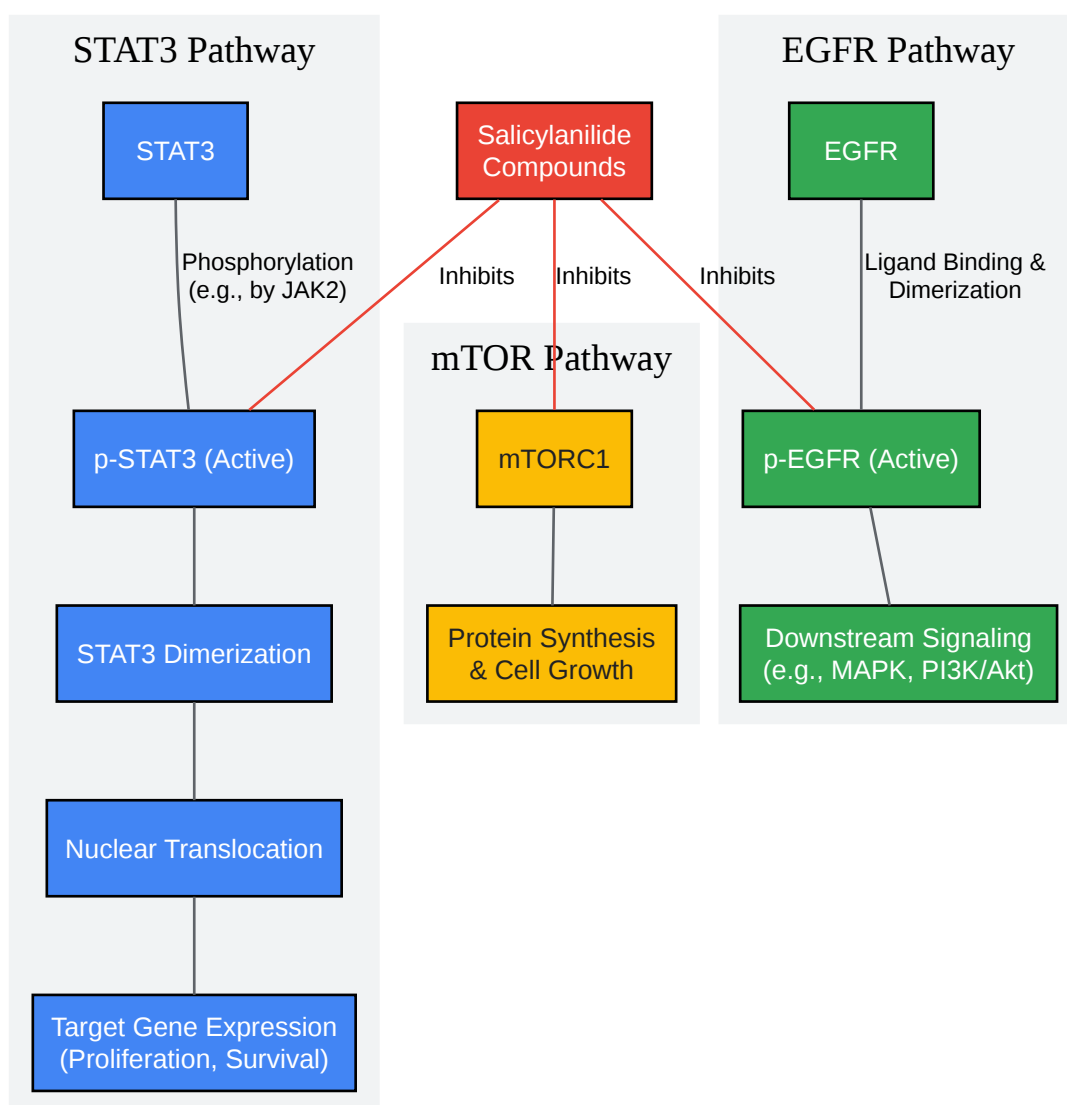 STAT3 Pathway
EGFR Pathway
STAT3
Salicylanilide
Compounds
EGFR
Phosphorylation
(e.g., by JAK2)
Inhibits
Inhibits
Inhibits
Ligand Binding &
Dimerization
mTOR Pathway
p-STAT3 (Active)
mTORC1
p-EGFR (Active)
STAT3 Dimerization
Protein Synthesis
& Cell Growth
Downstream Signaling
(e.g., MAPK, PI3K/Akt)
Nuclear Translocation
Target Gene Expression
(Proliferation, Survival)